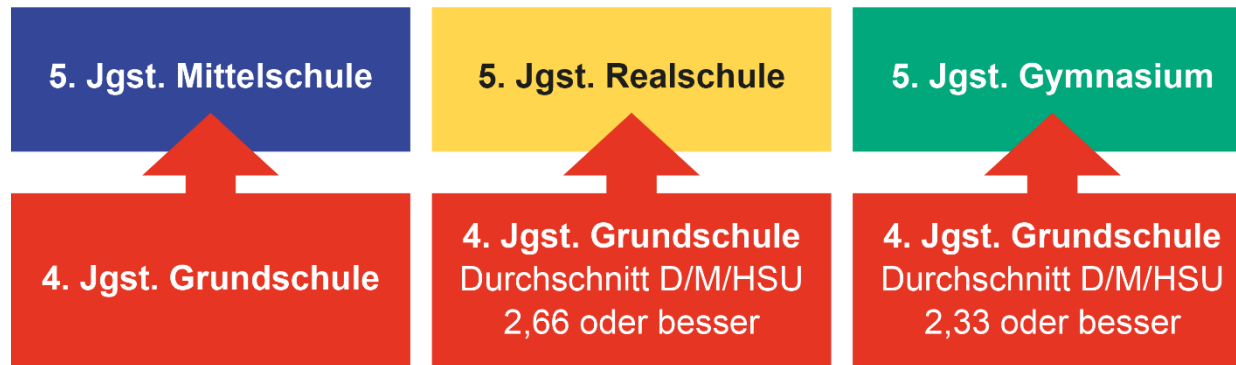 5. Jgst. Mittelschule
5. Jgst. Realschule
5. Jgst. Gymnasium
4. Jgst. Grundschule
4. Jgst. Grundschule
Durchschnitt D/M/HSU
2,66 oder besser
4. Jgst. Grundschule
Durchschnitt D/M/HSU
2,33 oder besser